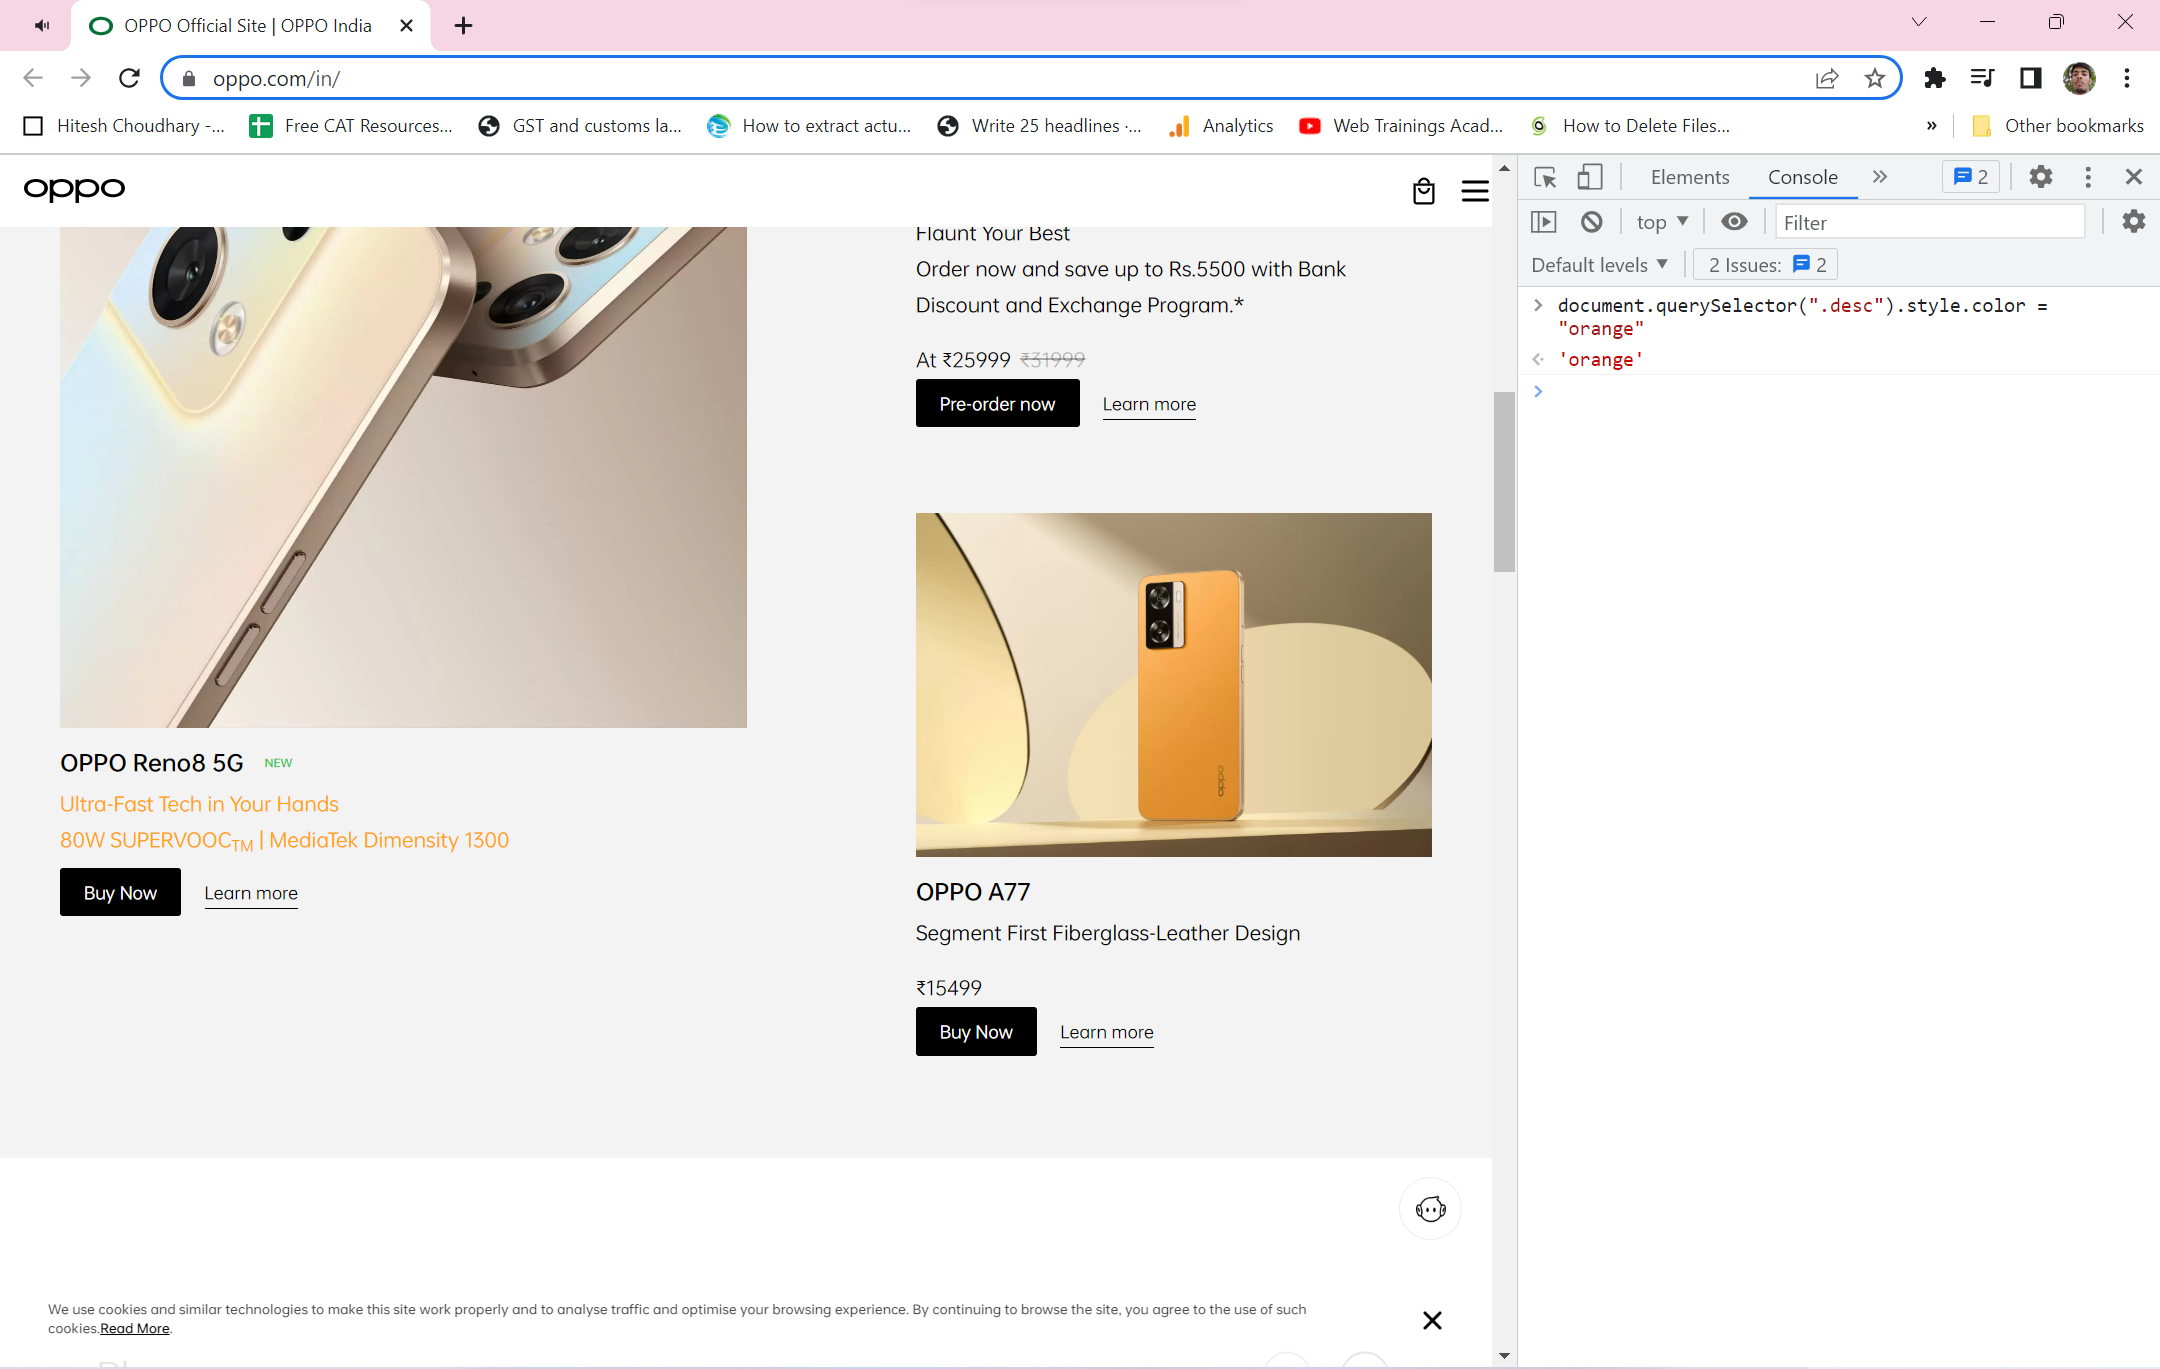 OPPO Official Site | OPPO India
oppo.com/in/
Hitesh Choudhary -...
Free CAT Resources...
GST and customs la...
How to extract actu...
Write 25 headlines ·...
Analytics
Web Trainings Acad...
How to Delete Files...
»
Other bookmarks
oppo
Flaunt Your Best
Order now and save up to Rs.5500 with Bank
Discount and Exchange Program.*
At ₹25999 ₹31999
Pre-order now
Learn more
OPPO Reno8 5G NEW
Ultra-Fast Tech in Your Hands
80W SUPERVOOCTM | MediaTek Dimensity 1300
Buy Now
Learn more
oppo
OPPO A77
Segment First Fiberglass-Leather Design
₹15499
Buy Now
Learn more
We use cookies and similar technologies to make this site work properly and to analyse traffic and optimise your browsing experience. By continuing to browse the site, you agree to the use of such
cookies.Read More.
Elements
Console
2
top
Filter
Default levels
2 Issues: 2
document.querySelector(".desc").style.color =
"orange"
'orange'